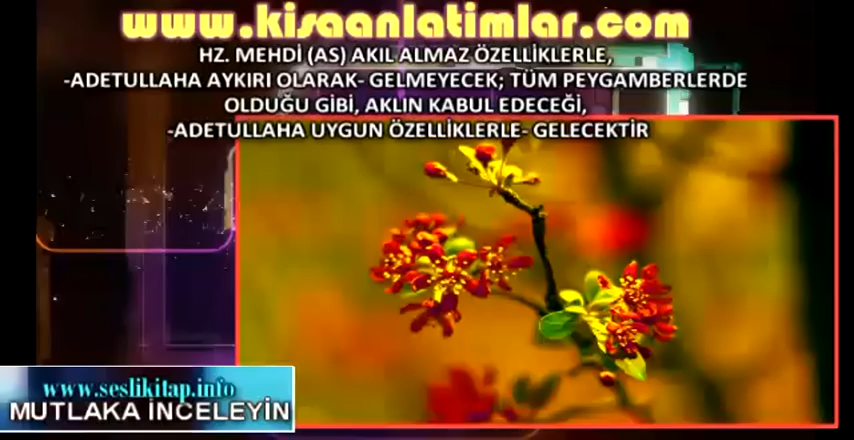 www.kisaanlatimlar.com
HZ. MEHDİ (AS) AKIL ALMAZ ÖZELLİKLERLE,
-ADETULLAHA AYKIRI OLARAK- GELMEYECEK; TÜM PEYGAMBERLERDE
OLDUĞU GİBİ, AKLIN KABUL EDECEĞİ,
-ADETULLAHA UYGUN ÖZELLİKLERLE- GELECEKTİR
www.seslikitap.info
MUTLAKA İNCELEYİN